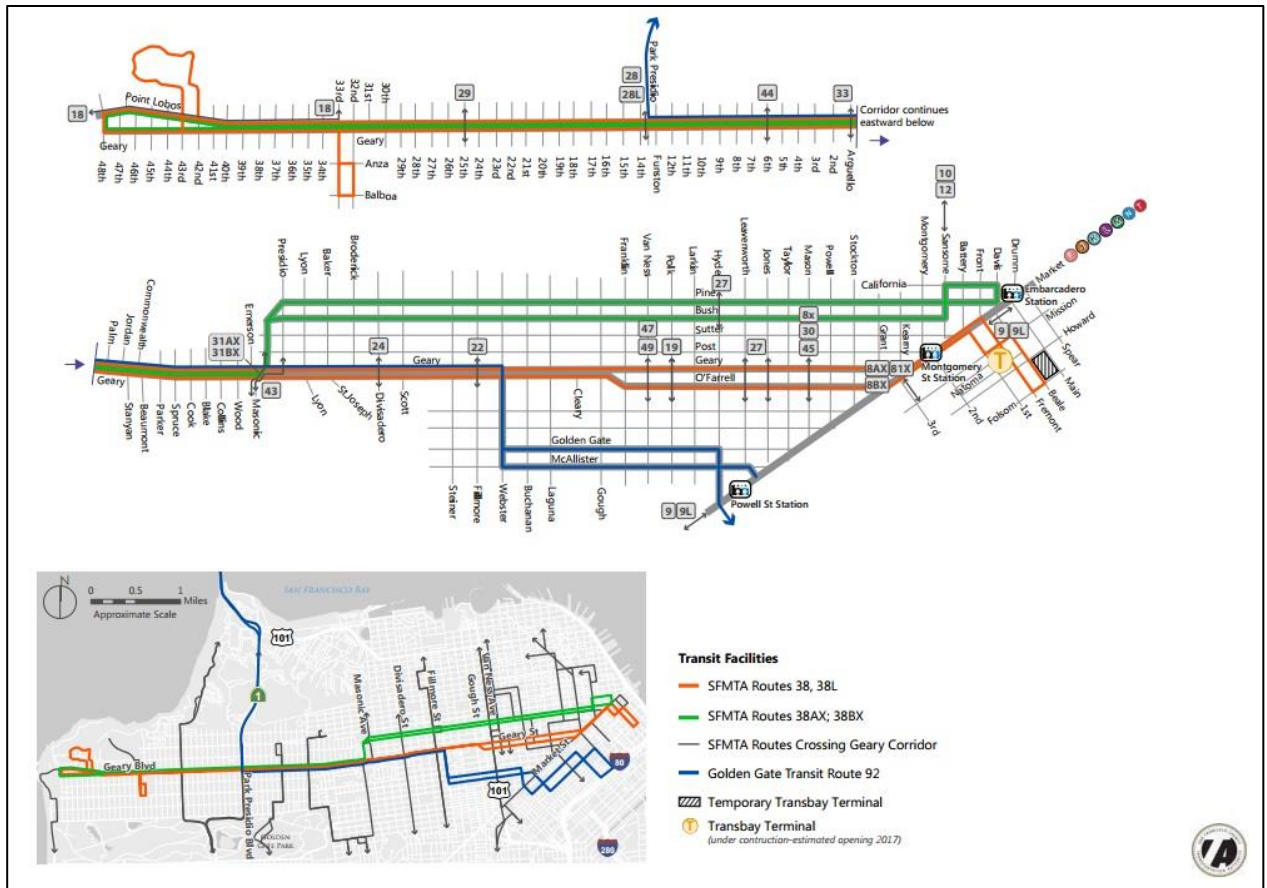 Point Lobos
18
18
33rd
32nd
31st
30th
29
28
28L
Park Presidio
44
33
Corridor continues
eastward below
Geary
Geary
Anza
Balboa
48th
47th
46th
45th
44th
43rd
42nd
41st
40th
39th
38th
37th
36th
35th
34th
29th
28th
27th
26th
25th
24th
23rd
22nd
21st
20th
19th
18th
17th
16th
15th
14th
Funston
12th
11th
10th
9th
8th
7th
6th
5th
4th
3rd
2nd
Arguello
10
12
Palm
Jordan
Commonwealth
Emerson
Presidio
Lyon
Baker
Broderick
Franklin
Van Ness
Polk
Larkin
Hyde
Leavenworth
Jones
Taylor
Mason
Powell
Stockton
Grant
Kearny
Montgomery
Sansome
Battery
Front
Davis
Drumm
Market
California
Pine
Bush
Sutter
Post
Geary
O'Farrell
27
8x
30
45
47
49
19
27
31AX
31BX
24
22
43
8AX
81X
8BX
9
9L
Embarcadero
Station
Montgomery
St Station
Mission
Howard
Spear
Main
Beale
Fremont
1st
Folsom
2nd
Natoma
3rd
T
Geary
Geary
Stanyan
Beaumont
Parker
Spruce
Cook
Blake
Collins
Wood
Masonic
Lyon
St Joseph
Divisadero
Scott
Cleary
Golden Gate
McAllister
Steiner
Fillmore
Webster
Buchanan
Laguna
Gough
9
9L
Powell St Station
N
0 0.5 1
Miles
Approximate Scale
SAN FRANCISCO BAY
101
1
Masonic Ave
Divisadero St
Fillmore St
Gough St
Van Ness Ave
Geary St
Market St
Geary Blvd
Park Presidio Blvd
GOLDEN
GATE PARK
101
80
280
Transit Facilities
SFMTA Routes 38, 38L
SFMTA Routes 38AX; 38BX
SFMTA Routes Crossing Geary Corridor
Golden Gate Transit Route 92
Temporary Transbay Terminal
T
Transbay Terminal
(under contruction-estimated opening 2017)